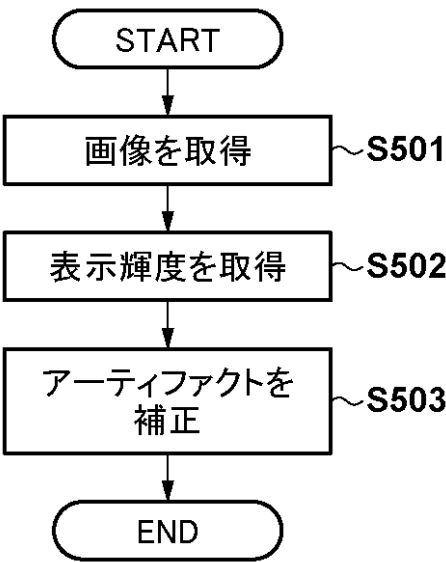 START
画像を取得
S501
表示輝度を取得
S502
アーティファクトを
補正
S503
END